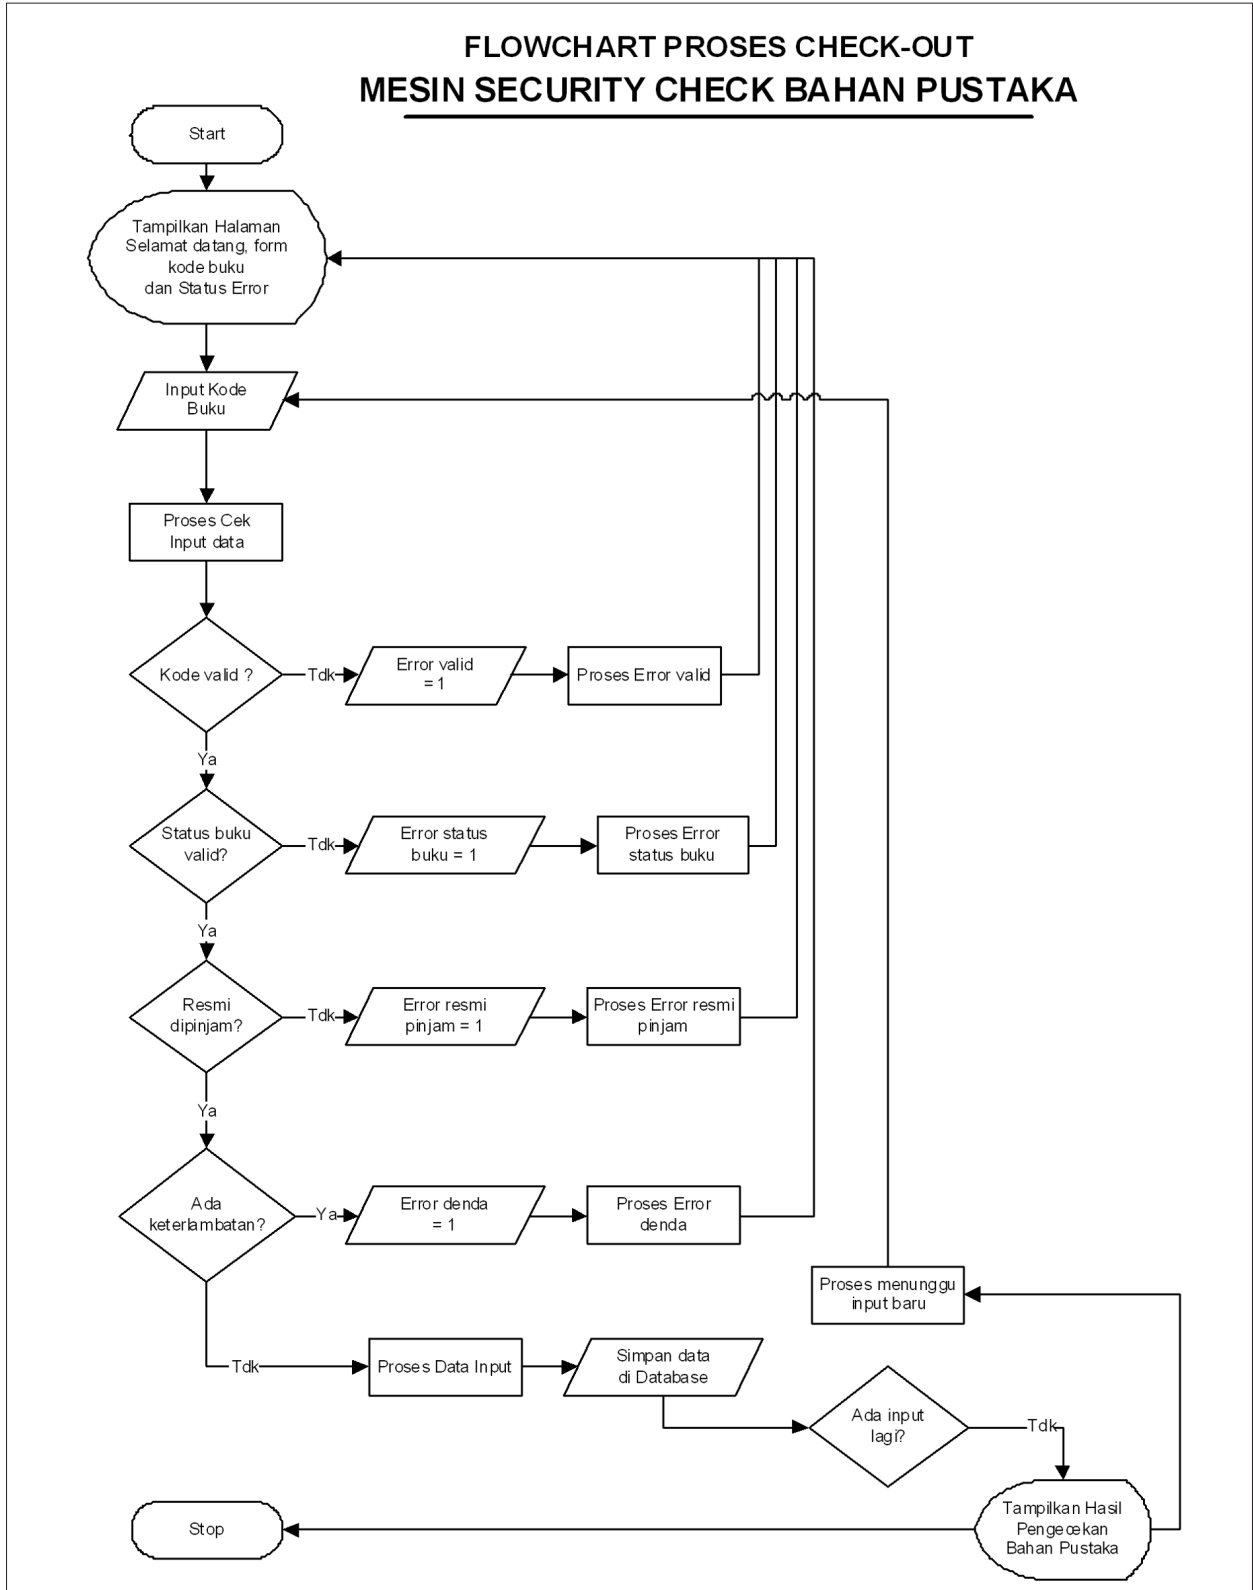 FLOWCHART PROSES CHECK-OUT
MESIN SECURITY CHECK BAHAN PUSTAKA
Start
Tampilkan Halaman
Selamat datang, form
kode buku
dan Status Error
Input Kode
Buku
Proses Cek
Input data
Kode valid ?
Tdk
Error valid
= 1
Proses Error valid
Ya
Status buku
valid?
Tdk
Error status
buku = 1
Proses Error
status buku
Ya
Resmi
dipinjam?
Tdk
Error resmi
pinjam = 1
Proses Error resmi
pinjam
Ya
Ada
keterlambatan?
Ya
Error denda
= 1
Proses Error
denda
Proses menunggu
input baru
Tdk
Proses Data Input
Simpan data
di Database
Ada input
lagi?
Tdk
Tampilkan Hasil
Pengecekan
Bahan Pustaka
Stop